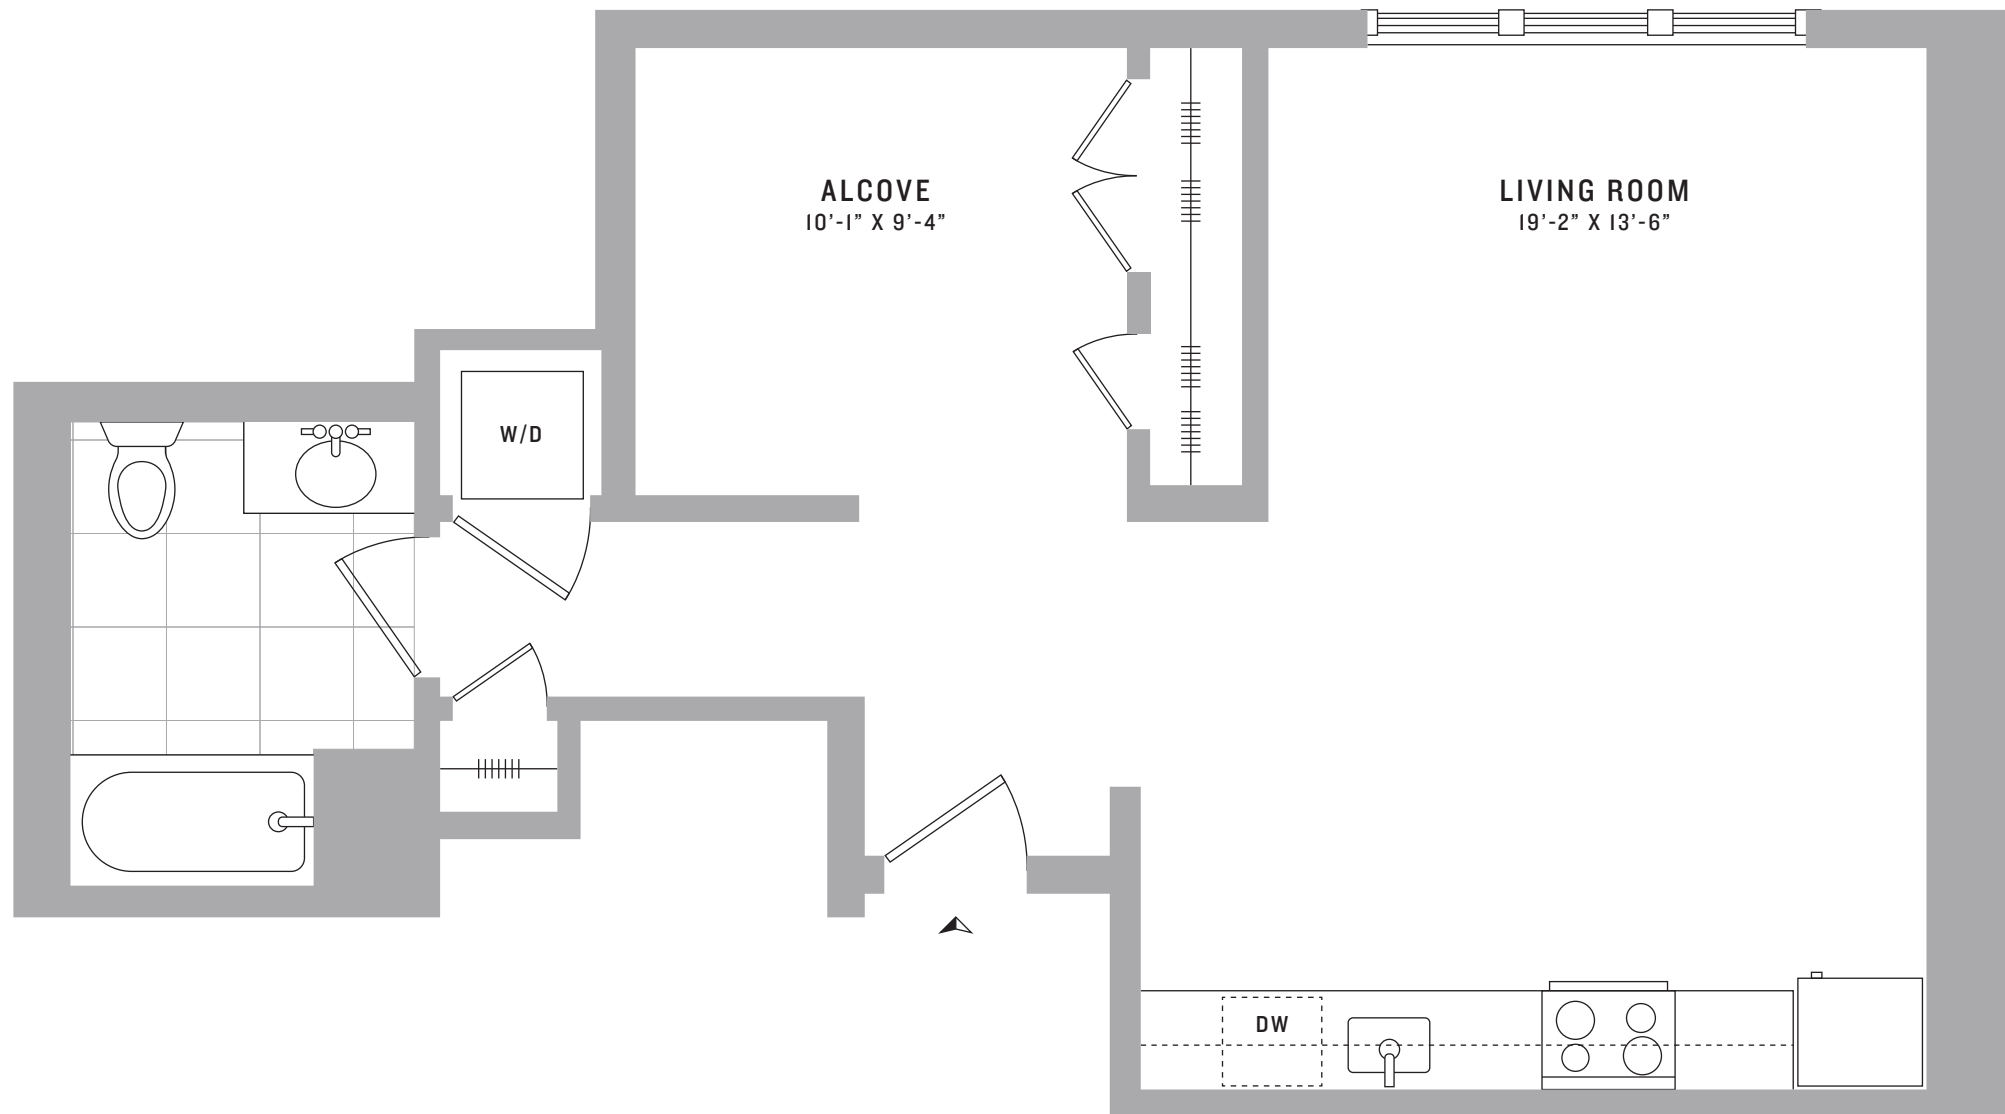 ALCOVE
10'-1" X 9'-4"
LIVING ROOM
19'-2" X 13'-6"
W/D
DW